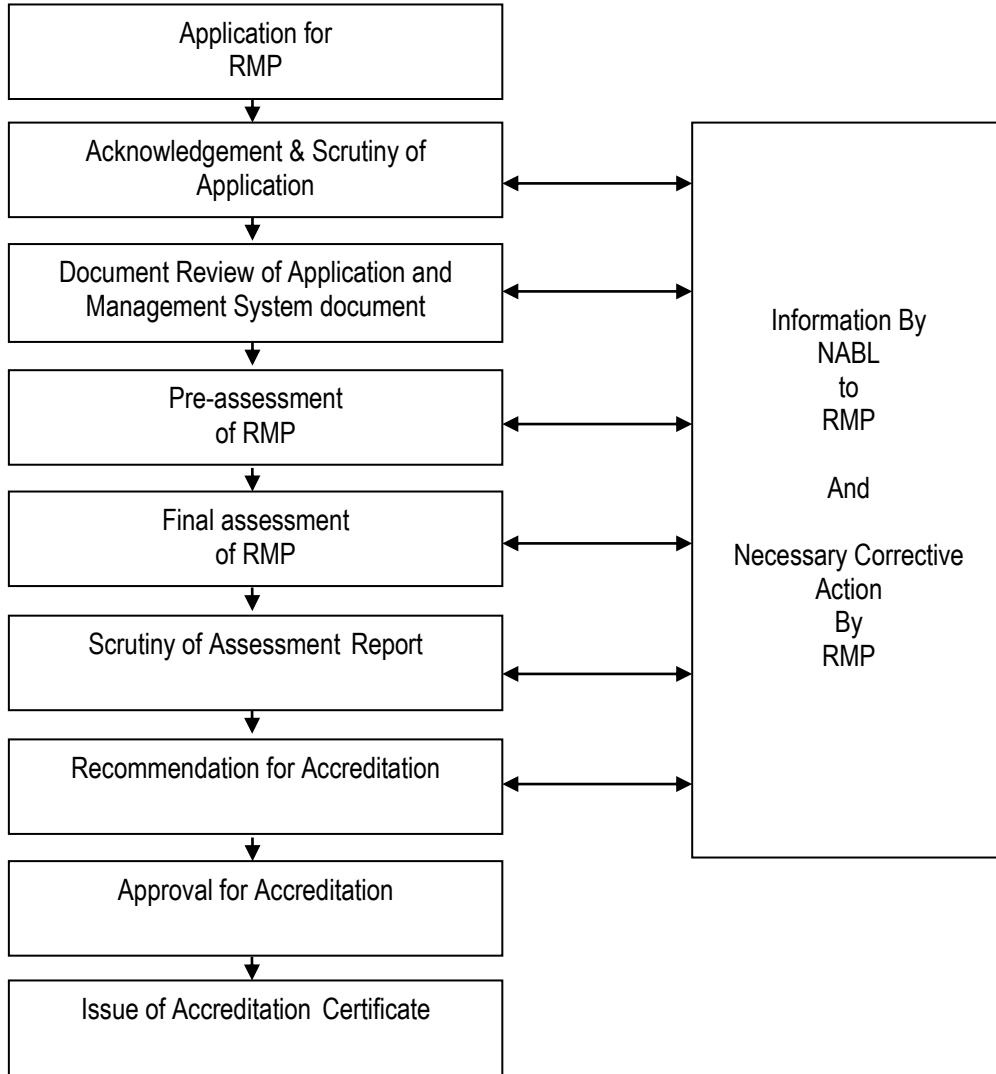 Application for
RMP
Acknowledgement & Scrutiny of
Application
Document Review of Application and
Management System document
Pre-assessment
of RMP
Final assessment
of RMP
Scrutiny of Assessment Report
Recommendation for Accreditation
Approval for Accreditation
Issue of Accreditation Certificate
Information By
NABL
to
RMP
And
Necessary Corrective
Action
By
RMP